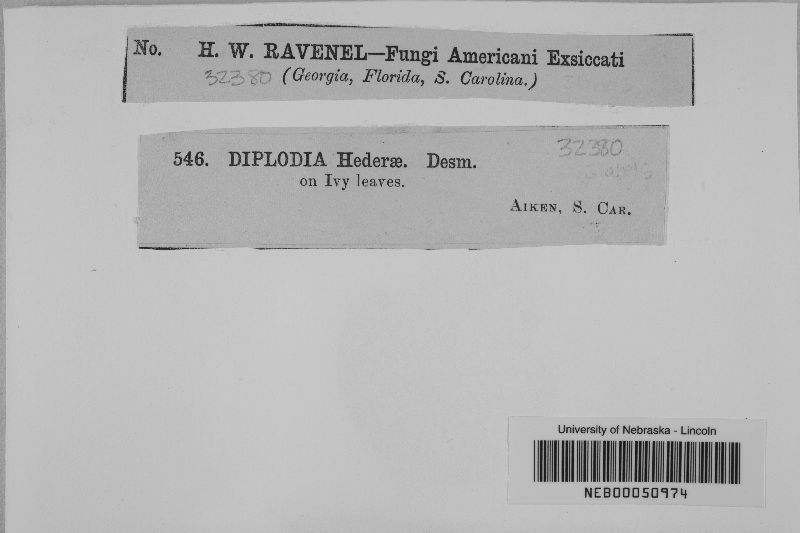 No. H. W. RAVENEL—Fungi Americani Exsiccati
32380 (Georgia, Florida, S. Carolina.)
546. DIPLODIA Hederæ. Desm. 32380
on Ivy leaves.
AIKEN, S. CAR.
University of Nebraska - Lincoln
NEB00050974